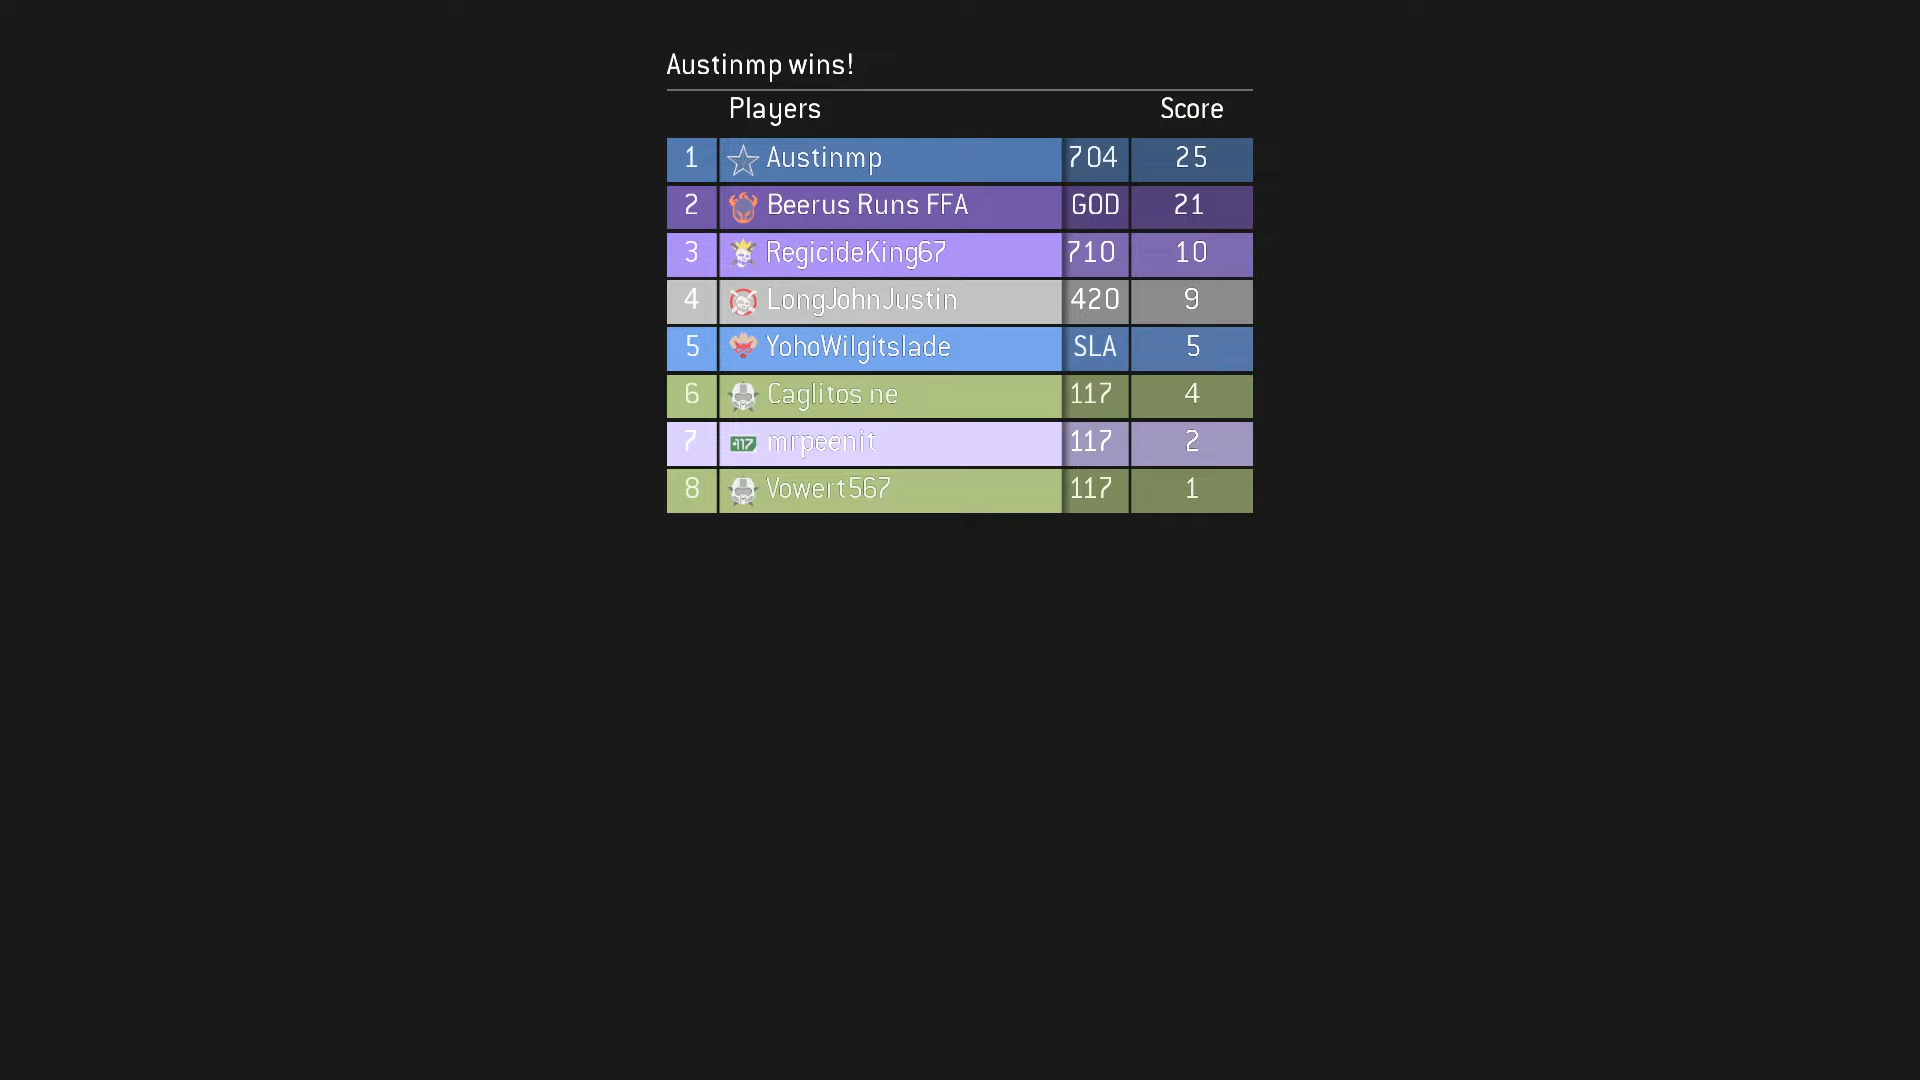 Austinmp wins!
Players Score
1 Austinmp 704 25
2 Beerus Runs FFA GOD 21
3 RegicideKing67 710 10
4 LongJohnJustin 420 9
5 YohoWilgitslade SLA 5
6 Caglitos ne 117 4
7 117 mrpeenit 117 2
8 Vowert567 117 1